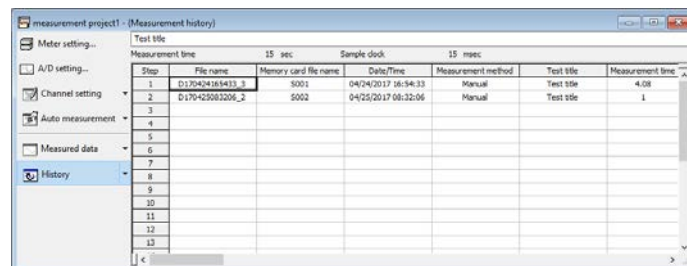 measurement project1 - (Measurement history)
Meter setting...
A/D setting...
Channel setting
Auto measurement
Measured data
History
Test title
Measurement time 15 sec Sample clock 15 msec
Step File name Memory card file name Date/Time Measurement method Test title Measurement time
1 D170424165433_3 S001 04/24/2017 16:54:33 Manual Test title 4.08
2 D170425083206_2 S002 04/25/2017 08:32:06 Manual Test title 1
3
4
5
6
7
8
9
10
11
12
13